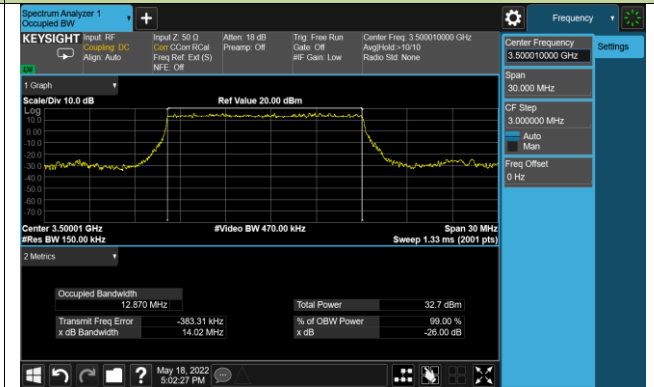 Spectrum Analyzer 1
Occupied BW
Frequency
KEYSIGHT
Input: RF
Coupling: DC
Align: Auto
Input Z: 50 Ω
Corr CCorr RCal
Freq Ref: Ext (S)
NFE: Off
Atten: 18 dB
Preamp: Off
Trig: Free Run
Gate: Off
#IF Gain: Low
Center Freq: 3.500010000 GHz
Avg|Hold:>10/10
Radio Std: None
Center Frequency
3.500010000 GHz
Settings
Span
30.000 MHz
CF Step
3.000000 MHz
Auto
Man
Freq Offset
0 Hz
1 Graph
Scale/Div 10.0 dB
Ref Value 20.00 dBm
Log
10.0
0.00
-10.0
-20.0
-30.0
-40.0
-50.0
-60.0
-70.0
Center 3.50001 GHz
#Video BW 470.00 kHz
Span 30 MHz
#Res BW 150.00 kHz
Sweep 1.33 ms (2001 pts)
2 Metrics
Occupied Bandwidth
12.870 MHz
Total Power 32.7 dBm
Transmit Freq Error -383.31 kHz
% of OBW Power 99.00 %
x dB Bandwidth 14.02 MHz
x dB -26.00 dB
?
May 18, 2022
5:02:27 PM